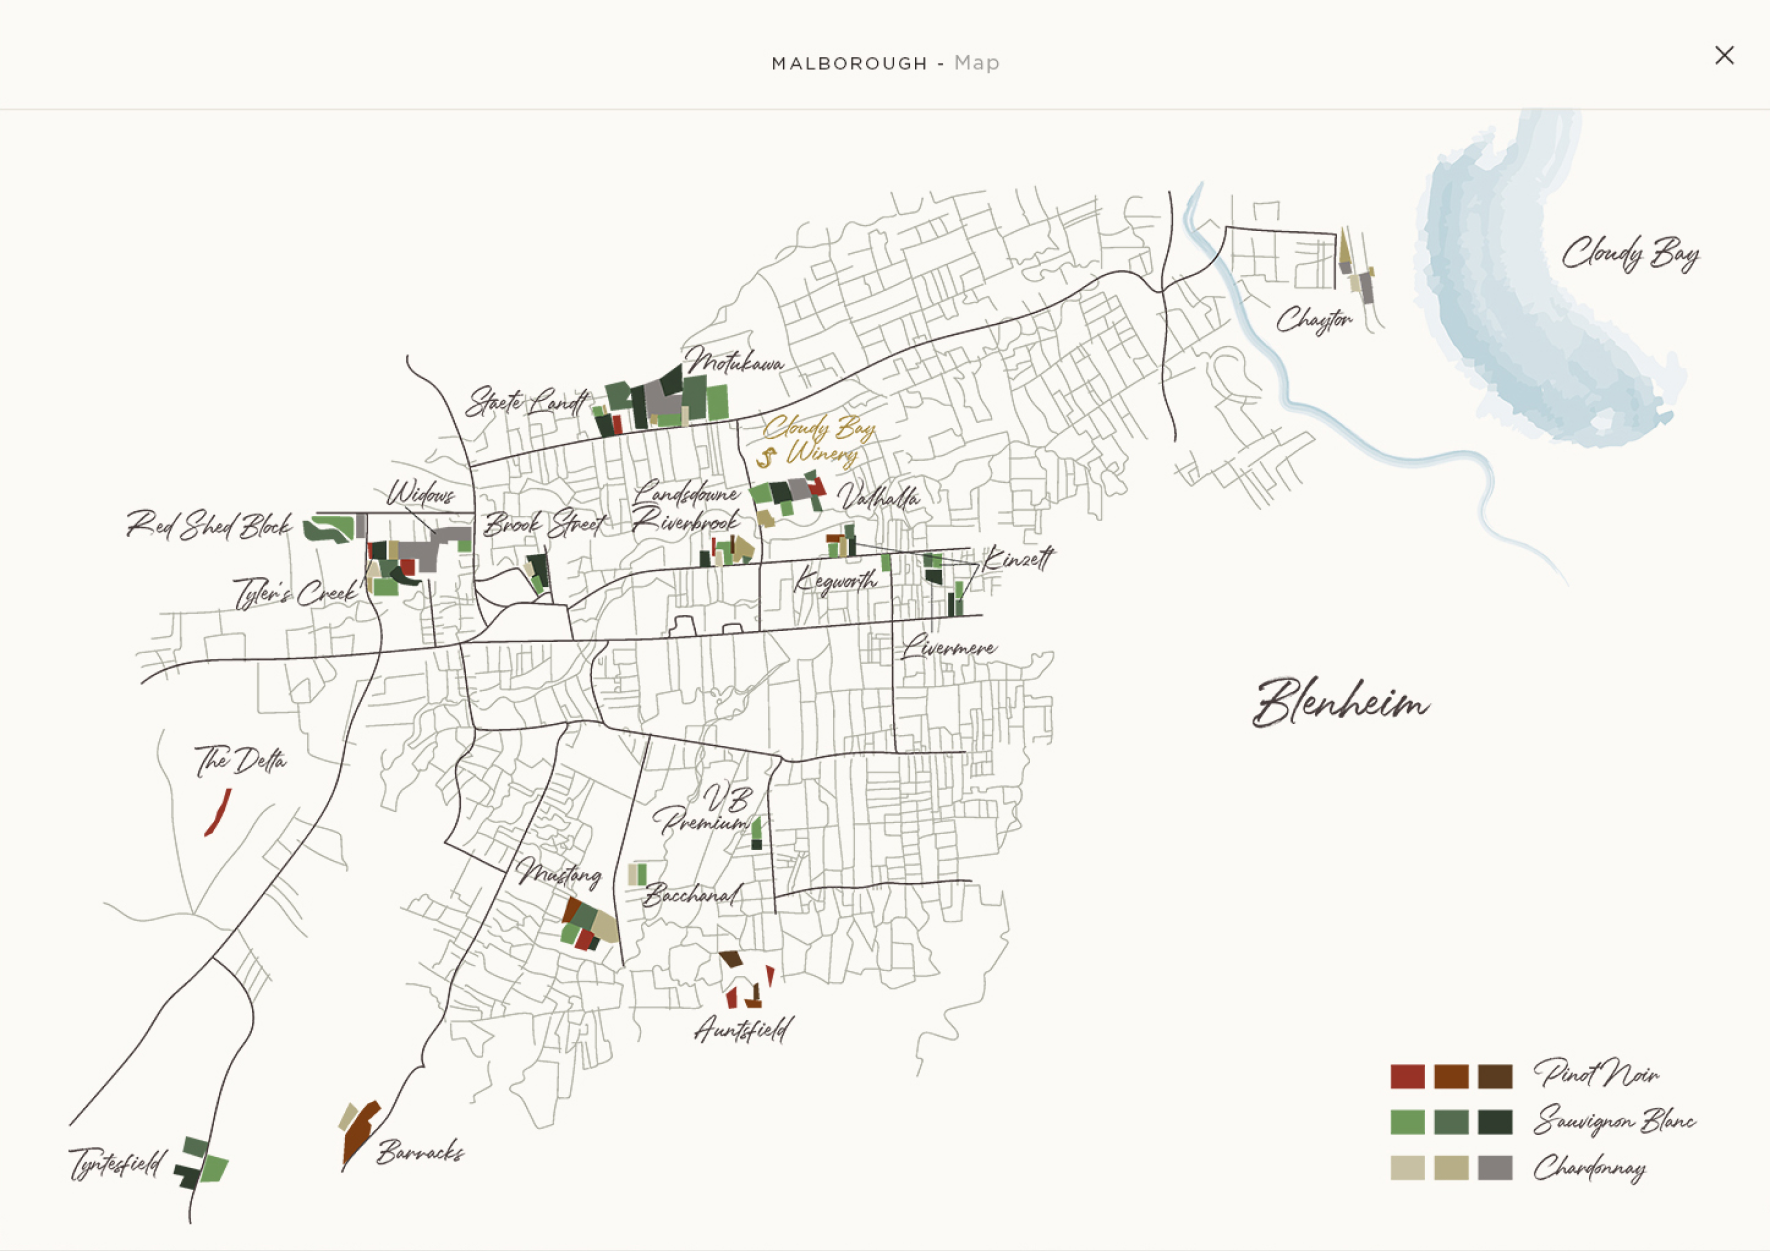 MALBOROUGH - Map
Cloudy Bay
Chaytor
Motukawa
Staete Landt
Cloudy Bay
Winery
Widows
Landsdowne
Valhalla
Red Shed Block
Brook Street
Riverbrook
Kinzett
Kegworth
Tyler's Creek
Livermere
Blenheim
The Delta
VB
Premium
Mustang
Bacchanal
Auntsfield
Pinot Noir
Sauvignon Blanc
Barracks
Tyntesfield
Chardonnay